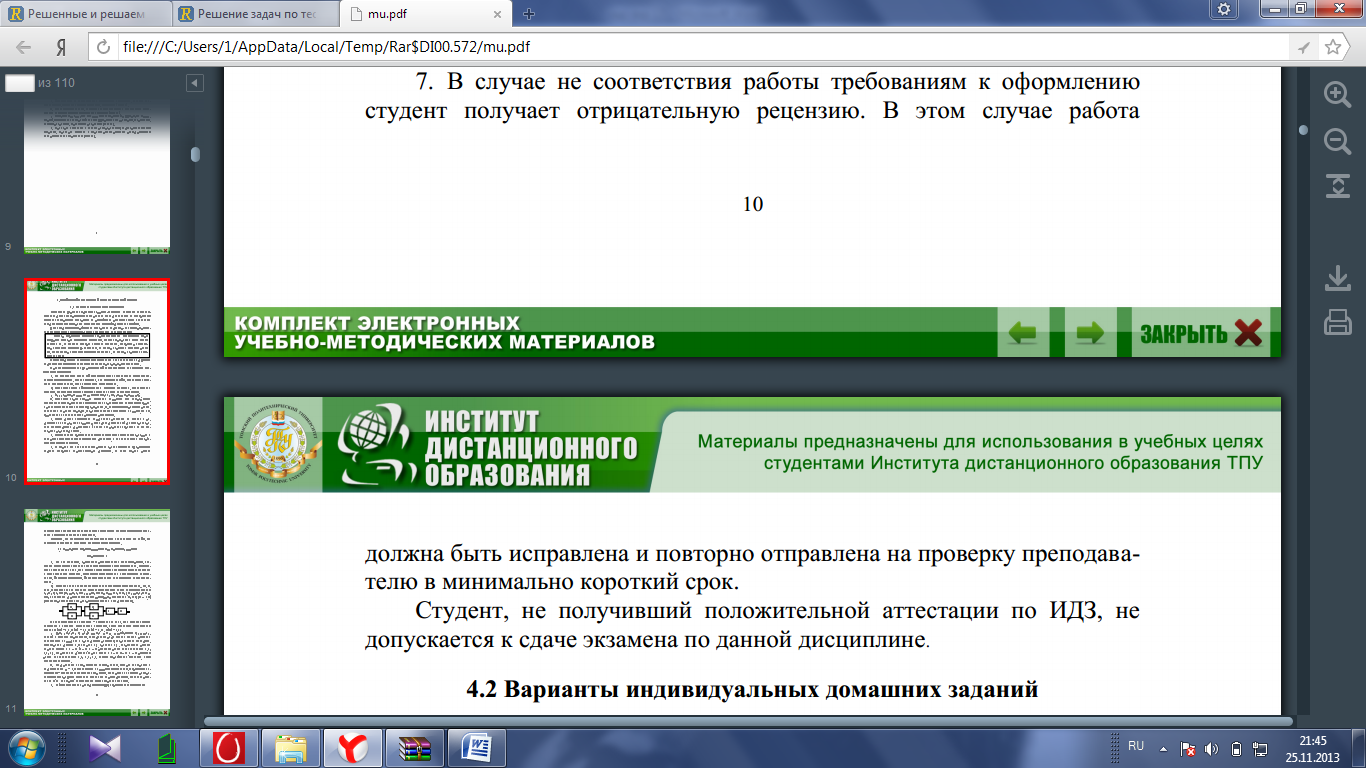 Решенные и решаем
Решение задач по тес
mu.pdf
file:///C:/Users/1/AppData/Local/Temp/Rar$DI00.572/mu.pdf
из 110
9
10
11
7. В случае не соответствия работы требованиям к оформлению
студент получает отрицательную рецензию. В этом случае работа
10
КОМПЛЕКТ ЭЛЕКТРОННЫХ
УЧЕБНО-МЕТОДИЧЕСКИХ МАТЕРИАЛОВ
ЗАКРЫТЬ
ИНСТИТУТ
ДИСТАНЦИОННОГО
ОБРАЗОВАНИЯ
Материалы предназначены для использования в учебных целях
студентами Института дистанционного образования ТПУ
должна быть исправлена и повторно отправлена на проверку преподава-
телю в минимально короткий срок.
Студент, не получивший положительной аттестации по ИДЗ, не
допускается к сдаче экзамена по данной дисциплине.
4.2 Варианты индивидуальных домашних заданий
RU
21:45
25.11.2013